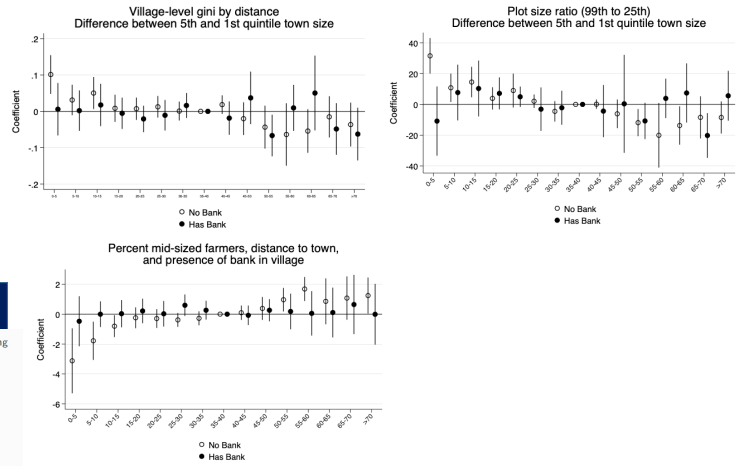 Village-level gini by distance
Difference between 5th and 1st quintile town size
Coefficient
.2
.1
0
-.1
-.2
0-5 5-10 10-15 15-20 20-25 25-30 30-35 35-40 40-45 45-50 50-55 55-60 60-65 65-70 >70
No Bank
Has Bank
Plot size ratio (99th to 25th)
Difference between 5th and 1st quintile town size
Coefficient
40
20
0
-20
-40
0-5 5-10 10-15 15-20 20-25 25-30 30-35 35-40 40-45 45-50 50-55 55-60 60-65 65-70 >70
No Bank
Has Bank
Percent mid-sized farmers, distance to town,
and presence of bank in village
Coefficient
2
0
-2
-4
-6
0-5 5-10 10-15 15-20 20-25 25-30 30-35 35-40 40-45 45-50 50-55 55-60 60-65 65-70 >70
No Bank
Has Bank